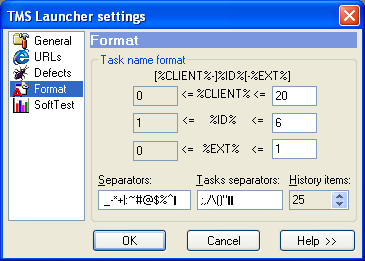 TMS Launcher settings
General
URLs
Defects
Format
SoftTest
Format
Task name format
[%CLIENT%-]%ID%[-%EXT%]
0 <= %CLIENT% <= 20
1 <= %ID% <= 6
0 <= %EXT% <= 1
Separators: Tasks separators: History items:
_.-*+|:~#@$%^ ;,/\()"
25
OK Cancel Help >>